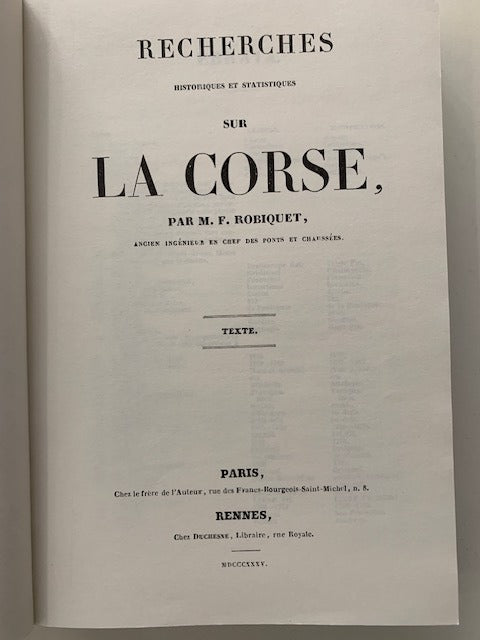 RECHERCHES
HISTORIQUES ET STATISTIQUES
SUR
LA CORSE,
PAR M. F. ROBIQUET,
ANCIEN INGÉNIEUR EN CHEF DES PONTS ET CHAUSSÉES.
TEXTE.
PARIS,
Chez le frère de l'Auteur, rue des Francs-Bourgeois-Saint-Michel, n. 8.
RENNES,
Chez DUCHESNE, Libraire, rue Royale.
MDCCCXXXV.